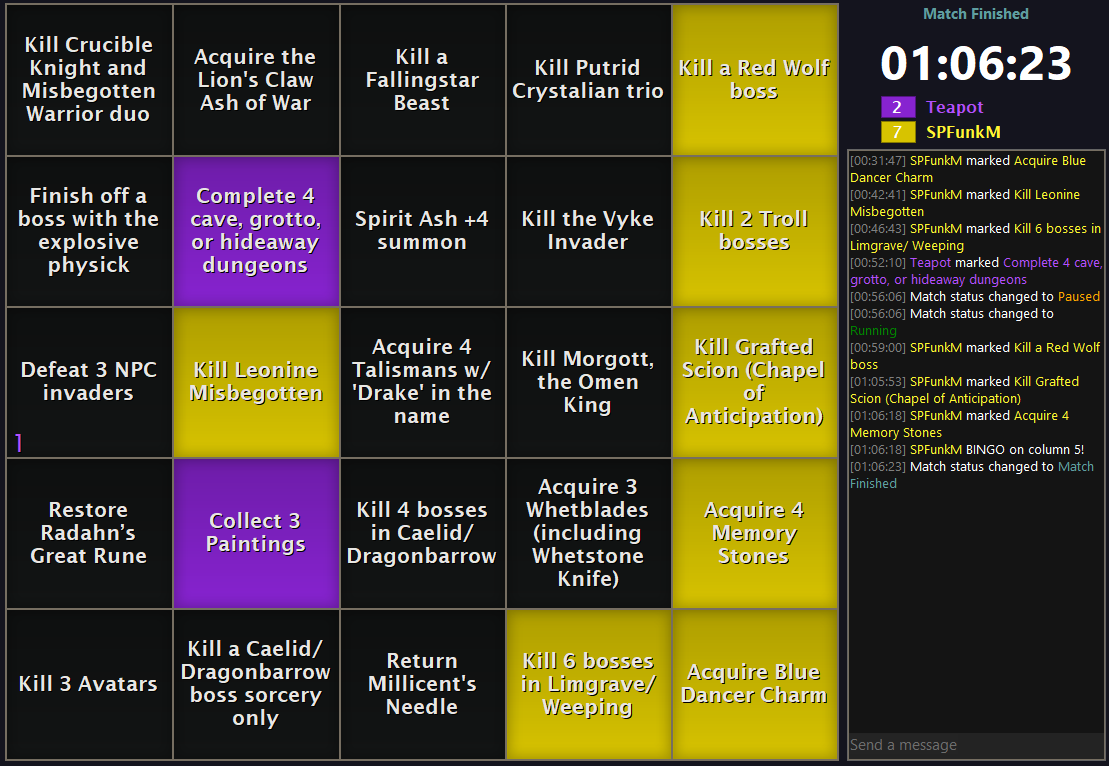 Kill Crucible
Knight and
Misbegotten
Warrior duo
Acquire the
Lion's Claw
Ash of War
Kill a
Fallingstar
Beast
Kill Putrid
Crystalian trio
Kill a Red Wolf
boss
Finish off a
boss with the
explosive
physick
Complete 4
cave, grotto,
or hideaway
dungeons
Spirit Ash +4
summon
Kill the Vyke
Invader
Kill 2 Troll
bosses
Defeat 3 NPC
invaders
1
Kill Leonine
Misbegotten
Acquire 4
Talismans w/
'Drake' in the
name
Kill Morgott,
the Omen
King
Kill Grafted
Scion (Chapel
of
Anticipation)
Restore
Radahn’s
Great Rune
Collect 3
Paintings
Kill 4 bosses
in Caelid/
Dragonbarrow
Acquire 3
Whetblades
(including
Whetstone
Knife)
Acquire 4
Memory
Stones
Kill 3 Avatars
Kill a Caelid/
Dragonbarrow
boss sorcery
only
Return
Millicent's
Needle
Kill 6 bosses
in Limgrave/
Weeping
Acquire Blue
Dancer Charm
Match Finished
01:06:23
2 Teapot
7 SPFunkM
[00:31:47] SPFunkM marked Acquire Blue
Dancer Charm
[00:42:41] SPFunkM marked Kill Leonine
Misbegotten
[00:46:43] SPFunkM marked Kill 6 bosses in
Limgrave/ Weeping
[00:52:10] Teapot marked Complete 4 cave,
grotto, or hideaway dungeons
[00:56:06] Match status changed to Paused
[00:56:06] Match status changed to
Running
[00:59:00] SPFunkM marked Kill a Red Wolf
boss
[01:05:53] SPFunkM marked Kill Grafted
Scion (Chapel of Anticipation)
[01:06:18] SPFunkM marked Acquire 4
Memory Stones
[01:06:18] SPFunkM BINGO on column 5!
[01:06:23] Match status changed to Match
Finished
Send a message